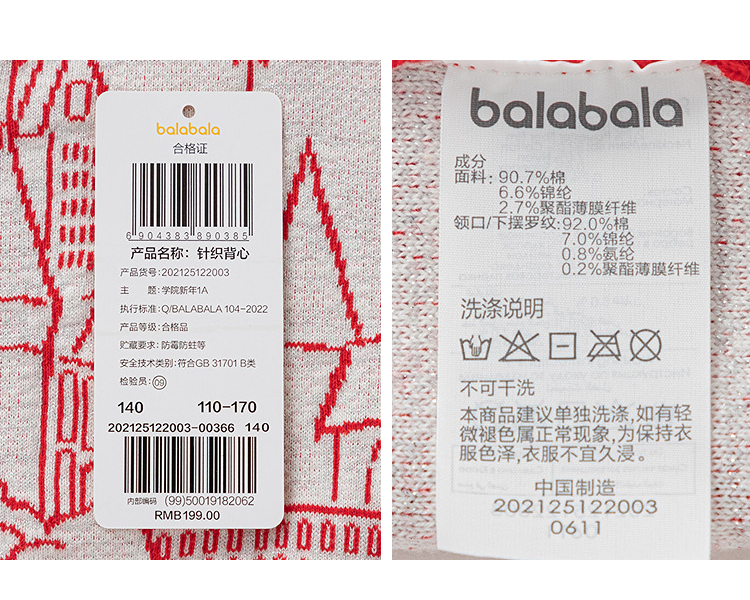 balabala
合格证
6904383890385
产品名称：针织背心
产品货号：202125122003
主　题：学院新年1A
执行标准：Q/BALABALA 104-2022
产品等级：合格品
贮藏要求：防霉防蛀等
安全技术类别：符合GB 31701 B类
检验员：09
140 110-170
202125122003-00366 140
内部编码 (99)50019182062
RMB199.00
balabala
成分
面料：90.7%棉
6.6%锦纶
2.7%聚酯薄膜纤维
领口/下摆罗纹：92.0%棉
7.0%锦纶
0.8%氨纶
0.2%聚酯薄膜纤维
洗涤说明
不可干洗
本商品建议单独洗涤，如有轻
微褪色属正常现象，为保持衣
服色泽，衣服不宜久浸。
中国制造
202125122003
0611